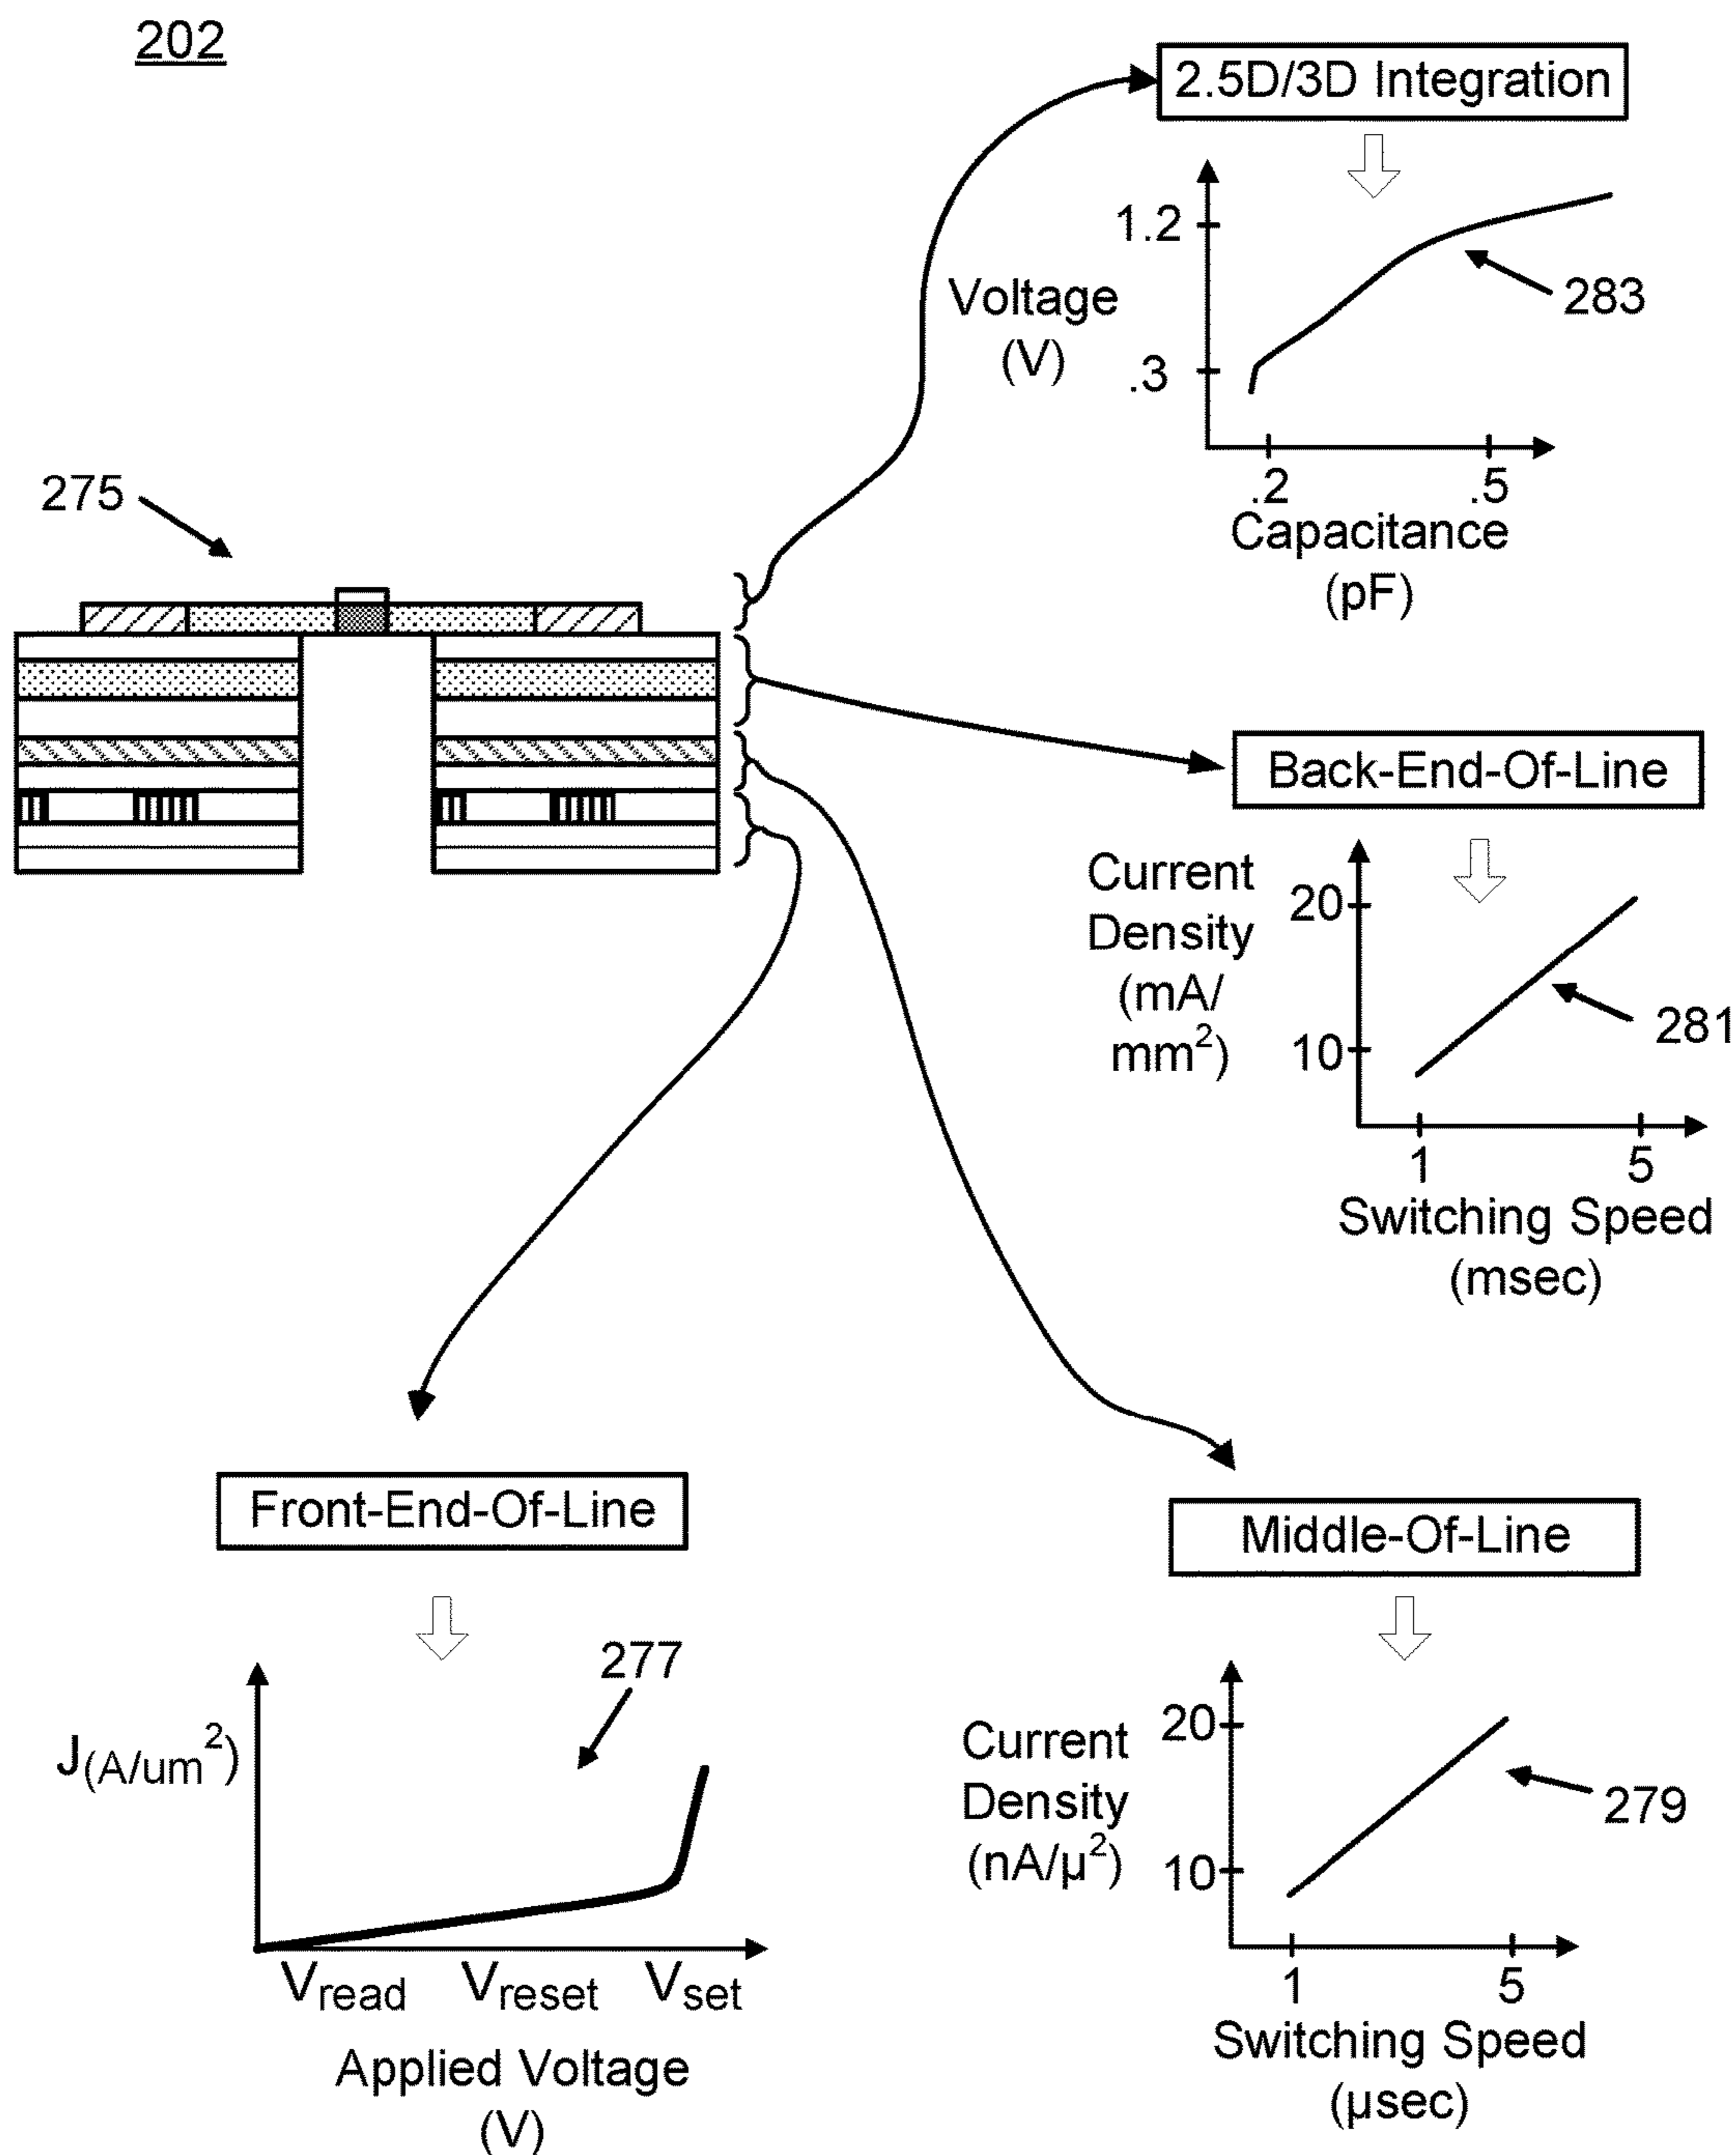 202
2.5D/3D Integration
1.2
Voltage
(V)
.3
283
.2
.5
Capacitance
(pF)
275
Back-End-Of-Line
Current
Density
(mA/
mm²)
20
10
281
1
5
Switching Speed
(msec)
Front-End-Of-Line
277
J(A/um²)
Vread
Vreset
Vset
Applied Voltage
(V)
Middle-Of-Line
Current
Density
(nA/µ²)
20
10
279
1
5
Switching Speed
(µsec)